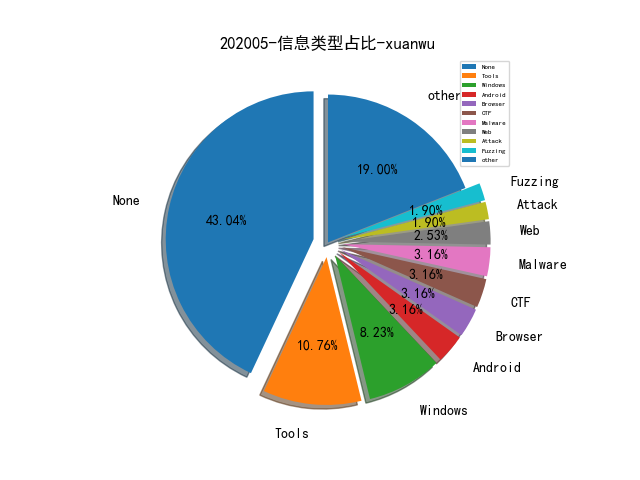 202005-信息类型占比-xuanwu
None
Tools
Windows
Android
Browser
CTF
Malware
Web
Attack
Fuzzing
other
other
19.00%
Fuzzing
1.90%
Attack
1.90%
Web
2.53%
Malware
3.16%
CTF
3.16%
Browser
3.16%
Android
3.16%
Windows
8.23%
Tools
10.76%
None
43.04%